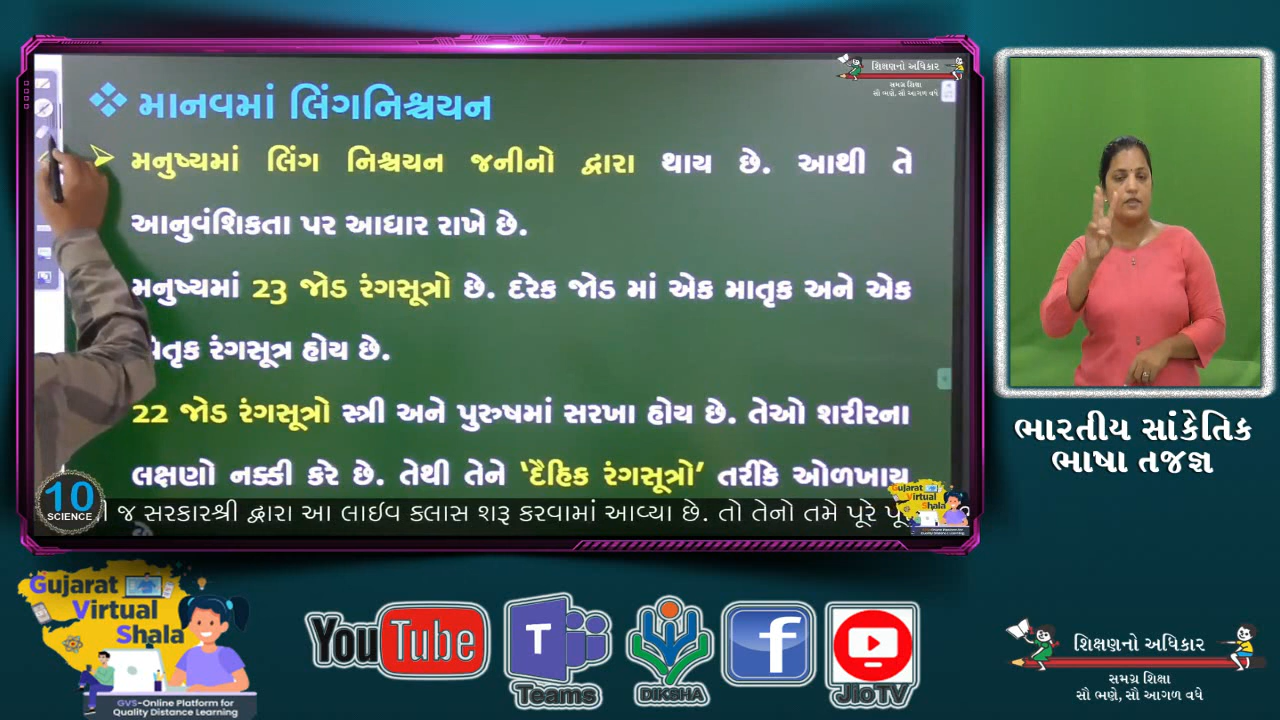 શિક્ષણનો અધિકાર
સમગ્ર શિક્ષા
સૌ ભણે, સૌ આગળ વધે
માનવમાં લિંગનિશ્ચયન
મનુષ્યમાં લિંગ નિશ્ચયન જનીનો દ્વારા થાય છે. આથી તે
આનુવંશિકતા પર આધાર રાખે છે.
મનુષ્યમાં 23 જોડ રંગસૂત્રો છે. દરેક જોડ માં એક માતૃક અને એક
રંગસૂત્ર હોય છે.
22 જોડ રંગસૂત્રો સ્ત્રી અને પુરુષમાં સરખા હોય છે. તેઓ શરીરના
લક્ષણો નક્કી કરે છે. તેથી તેને ‘દૈહિક રંગસૂત્રો’ તરીકે ઓળખાય
10
SCIENCE
જ સરકારશ્રી દ્વારા આ લાઈવ ક્લાસ શરૂ કરવામાં આવ્યા છે. તો તેનો તમે પૂરે
Gujarat
Virtual
Shala
ભારતીય સાંકેતિક
ભાષા તજજ્ઞ
Gujarat
Virtual
Shala
GVS-Online Platform for
Quality Distance Learning
YouTube
T
Teams
DIKSHA
f
JioTV
શિક્ષણનો અધિકાર
સમગ્ર શિક્ષા
સૌ ભણે, સૌ આગળ વધે